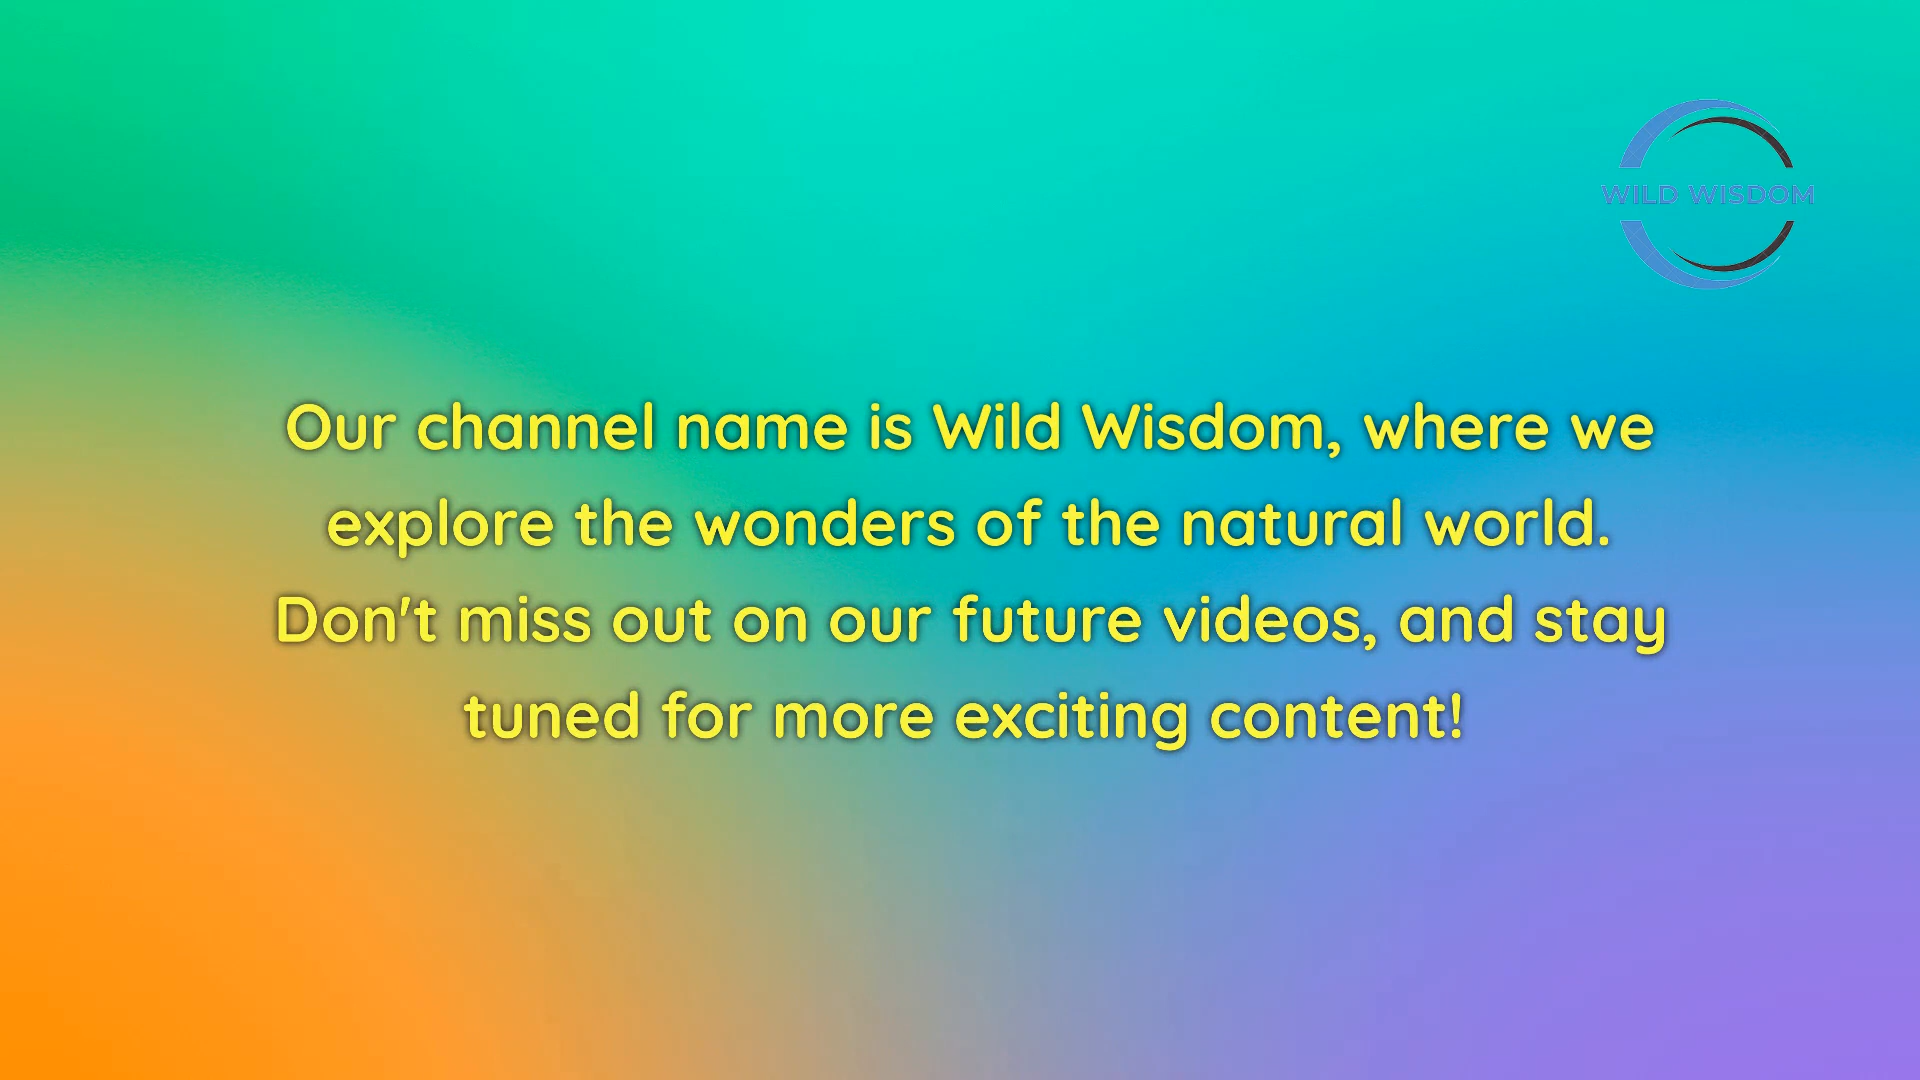 WILD WISDOM
Our channel name is Wild Wisdom, where we
explore the wonders of the natural world.
Don't miss out on our future videos, and stay
tuned for more exciting content!